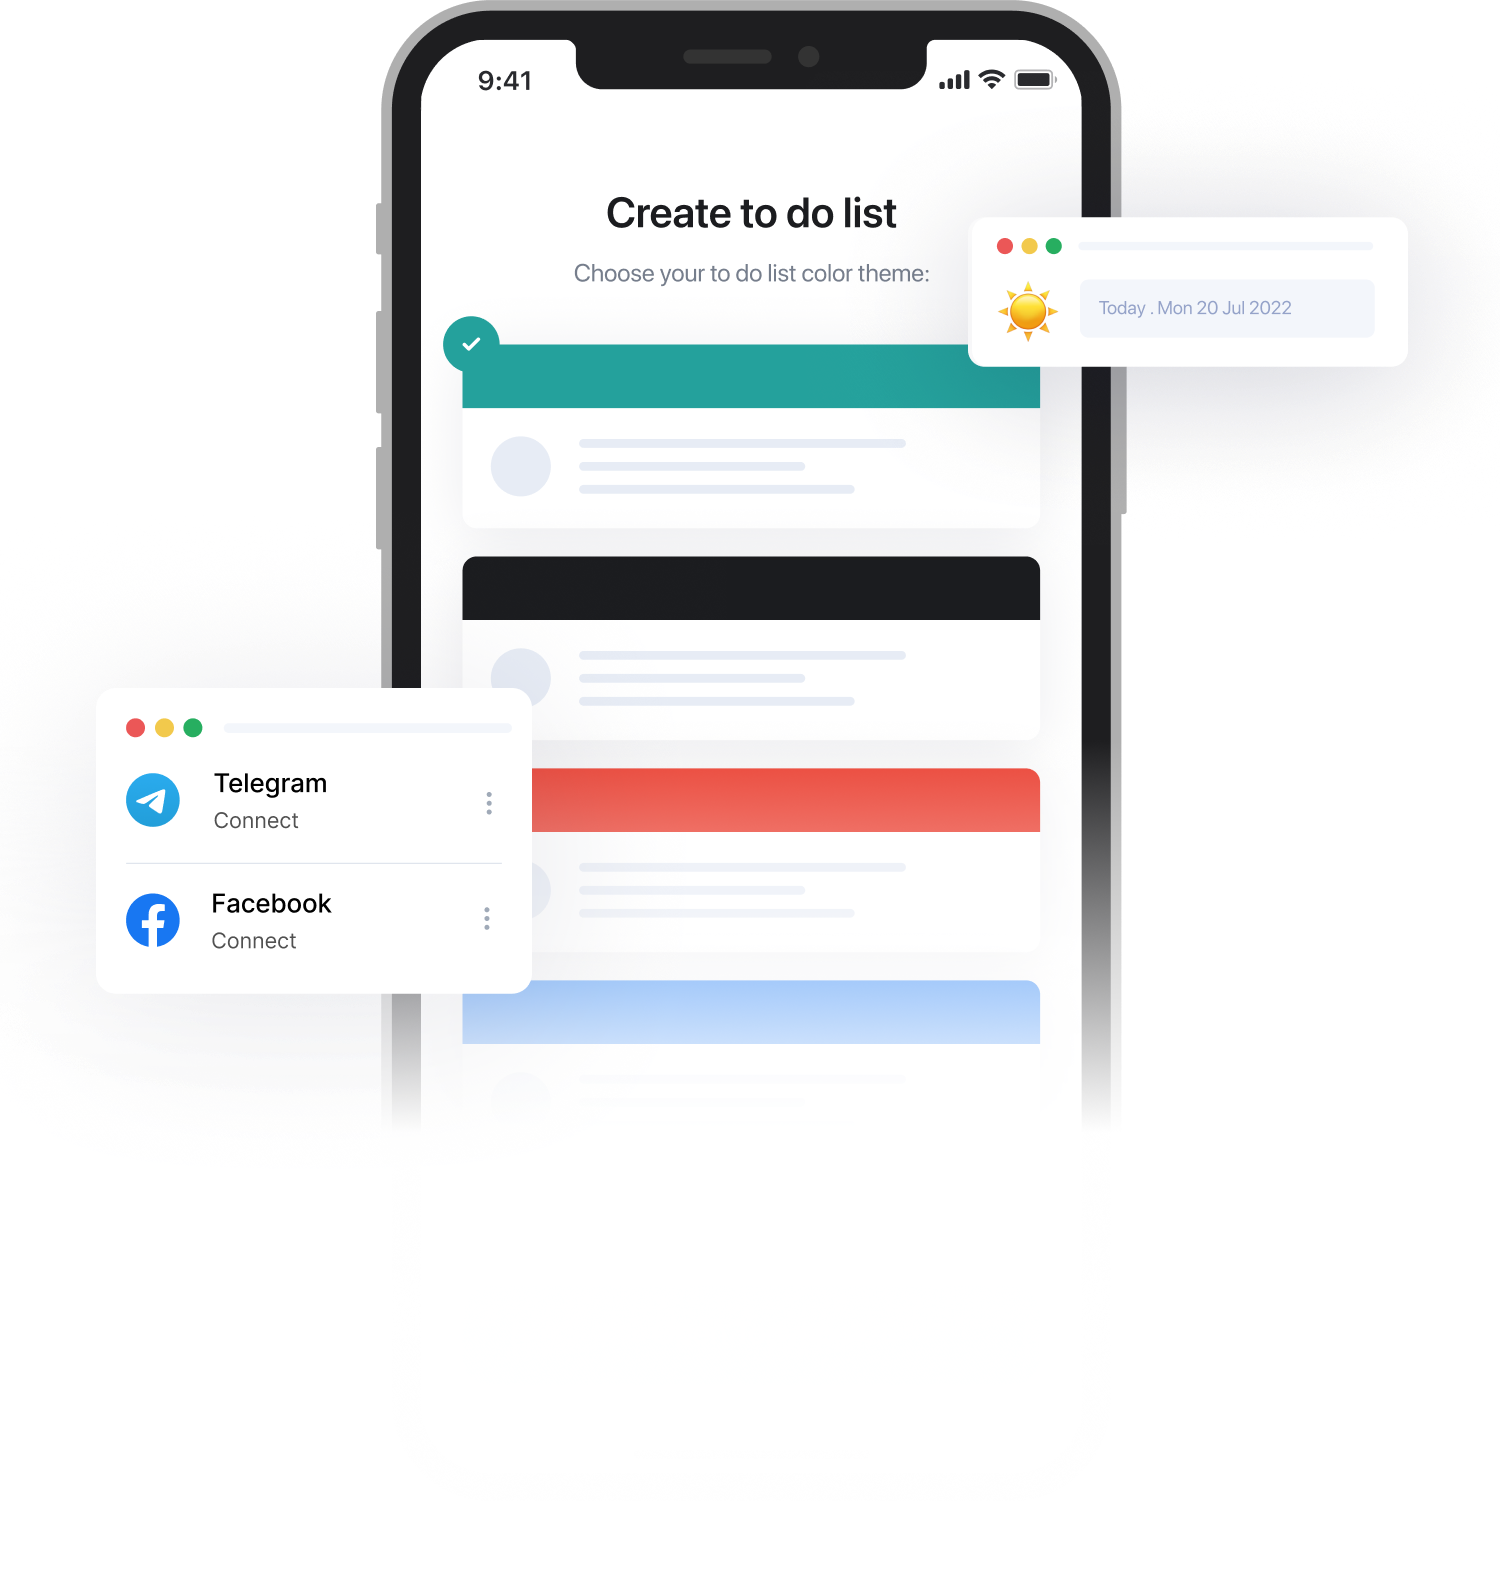 9:41
Create to do list
Choose your to do list color theme:
Today . Mon 20 Jul 2022
Telegram
Connect
Facebook
Connect